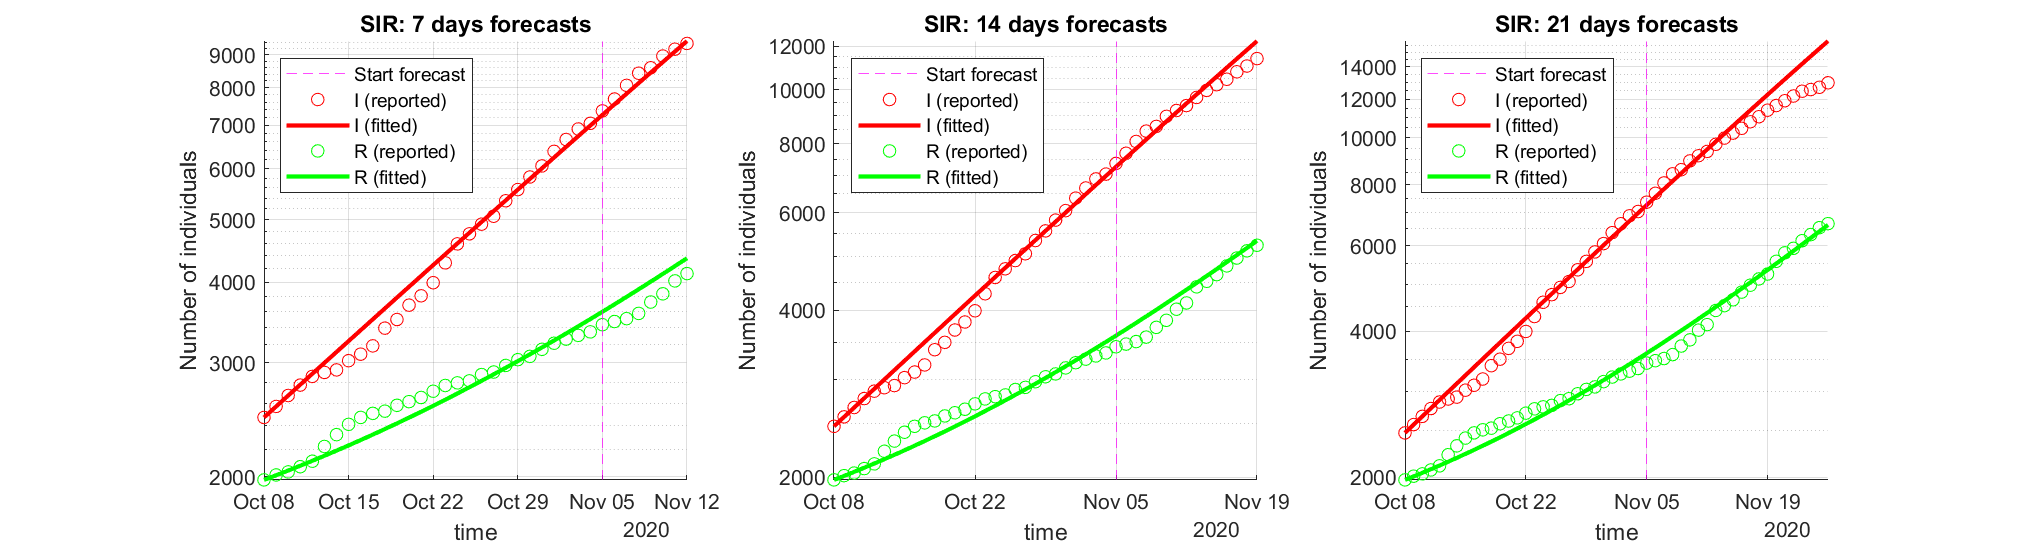 SIR: 7 days forecasts
9000
8000
7000
6000
5000
4000
3000
2000
Number of individuals
Start forecast
I (reported)
I (fitted)
R (reported)
R (fitted)
Oct 08
Oct 15
Oct 22
Oct 29
Nov 05
Nov 12
time
2020
SIR: 14 days forecasts
12000
10000
8000
6000
4000
2000
Number of individuals
Start forecast
I (reported)
I (fitted)
R (reported)
R (fitted)
Oct 08
Oct 22
Nov 05
Nov 19
time
2020
SIR: 21 days forecasts
14000
12000
10000
8000
6000
4000
2000
Number of individuals
Start forecast
I (reported)
I (fitted)
R (reported)
R (fitted)
Oct 08
Oct 22
Nov 05
Nov 19
time
2020